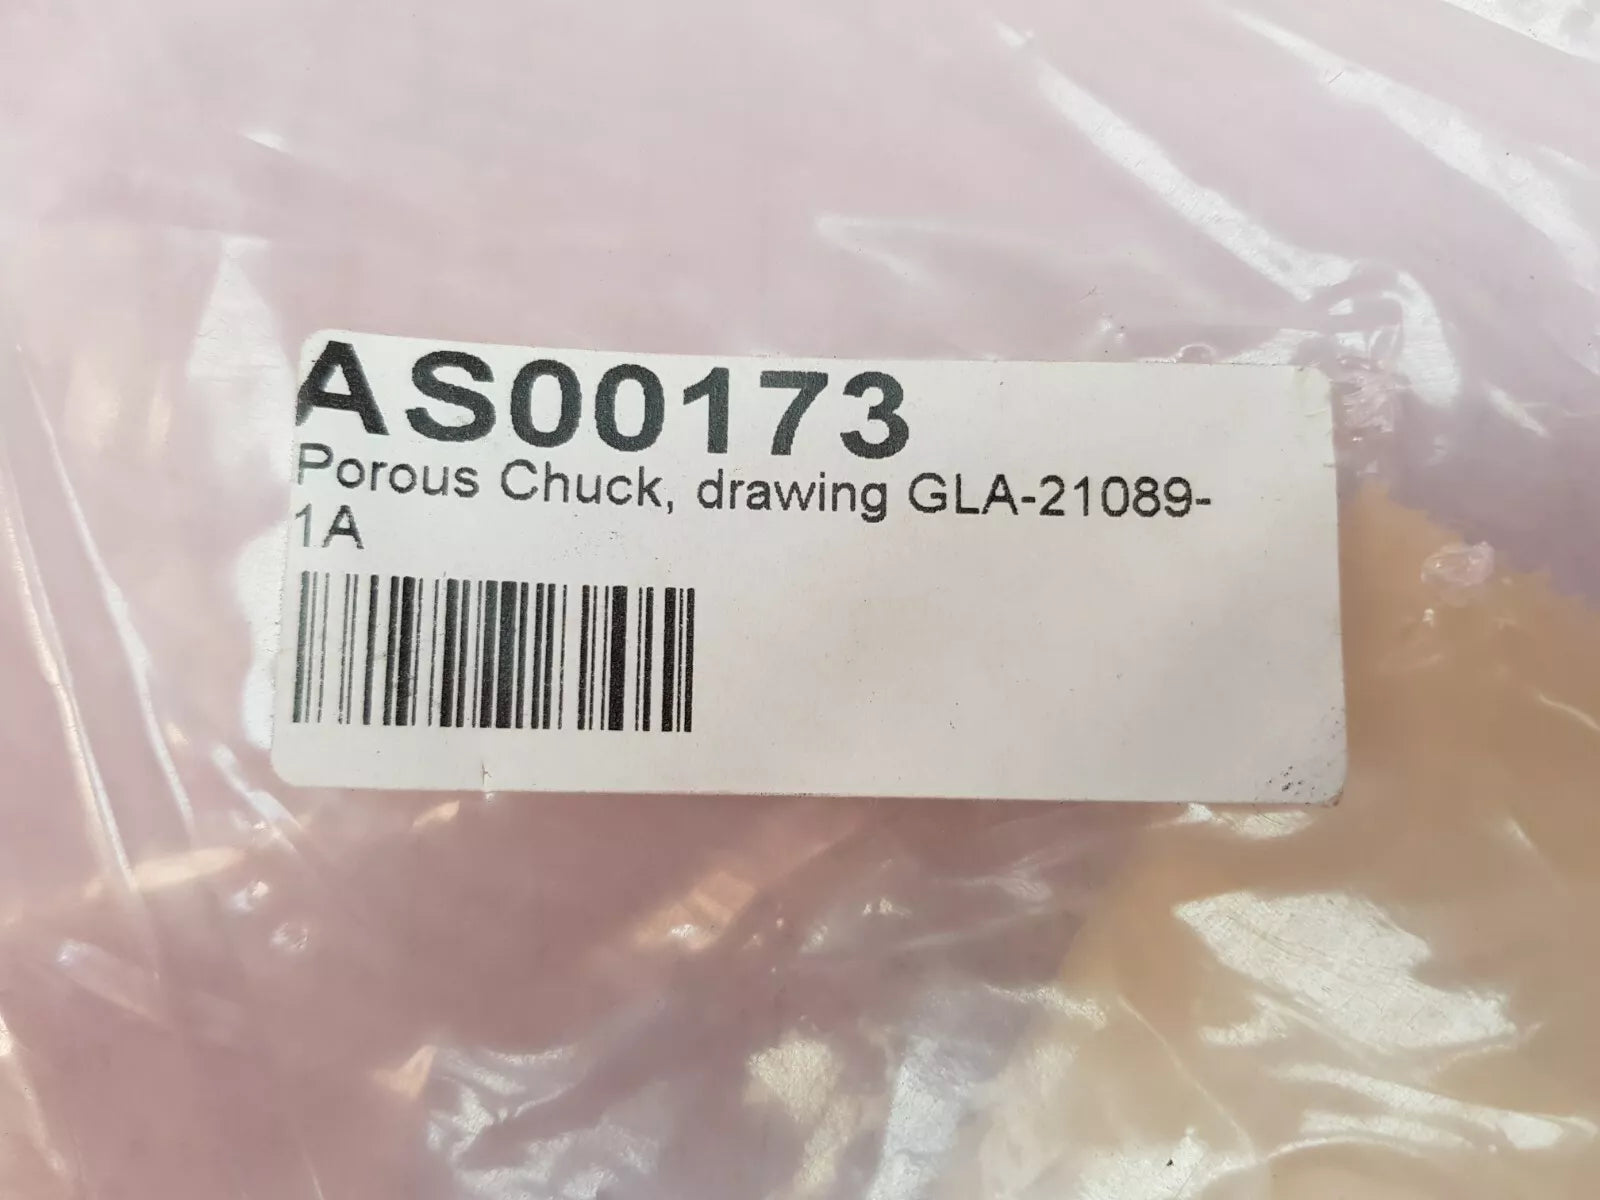 AS00173
Porous Chuck, drawing GLA-21089-
1A